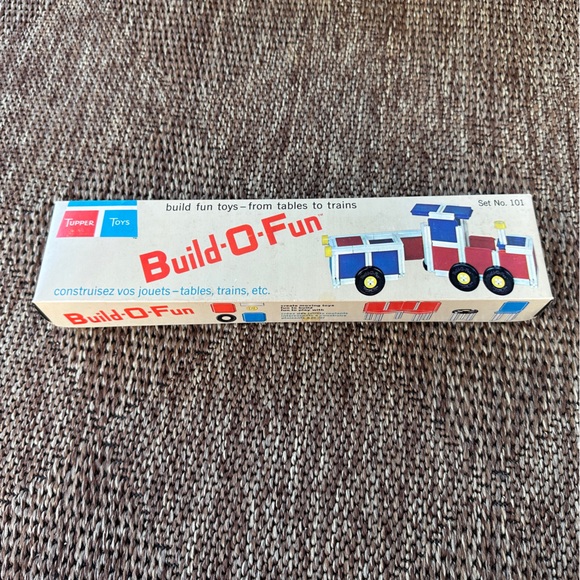 build fun toys–from tables to trains
Set No. 101
TUPPER TOYS
Build-O-Fun™
construisez vos jouets–tables, trains, etc.
Build-O-Fun